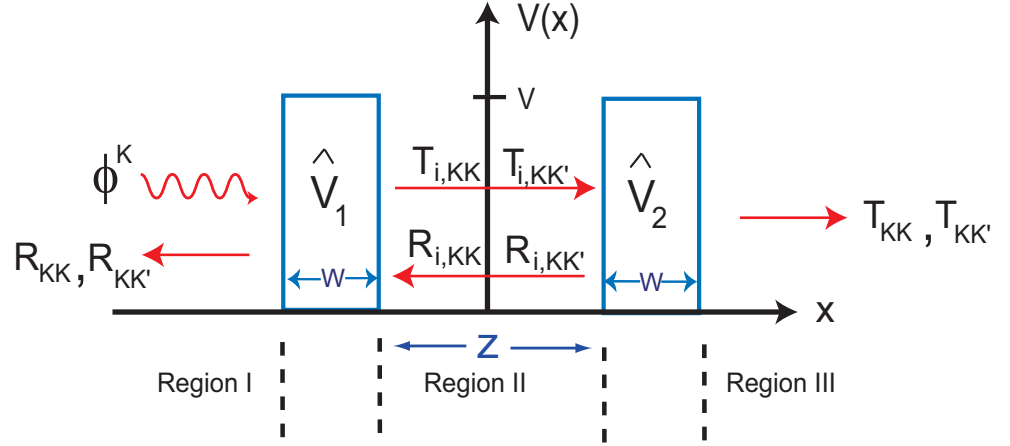 V(x)
V
ϕᴷ
V̂₁
T_{i,KK} T_{i,KK'}
V̂₂
T_{KK}, T_{KK'}
R_{KK}, R_{KK'}
R_{i,KK} R_{i,KK'}
W
W
x
Z
Region I
Region II
Region III